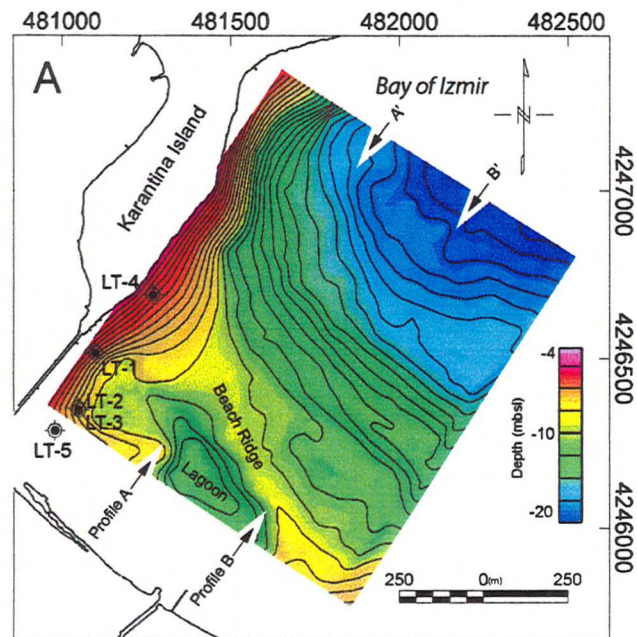 481000 481500 482000 482500
A
Bay of Izmir
N
Karantina Island
A'
B'
4247000
LT-4
4246500
LT-1
LT-2
LT-3
LT-5
Beach Ridge
Lagoon
Profile A
Profile B
Depth (mbsl)
-4
-10
-20
4246000
250 0(m) 250